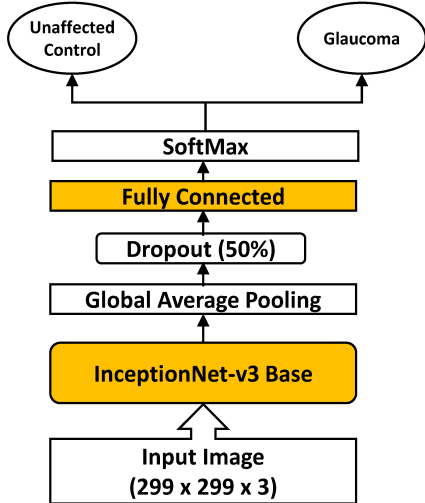 Unaffected
Control
Glaucoma
SoftMax
Fully Connected
Dropout (50%)
Global Average Pooling
InceptionNet-v3 Base
Input Image
(299 x 299 x 3)